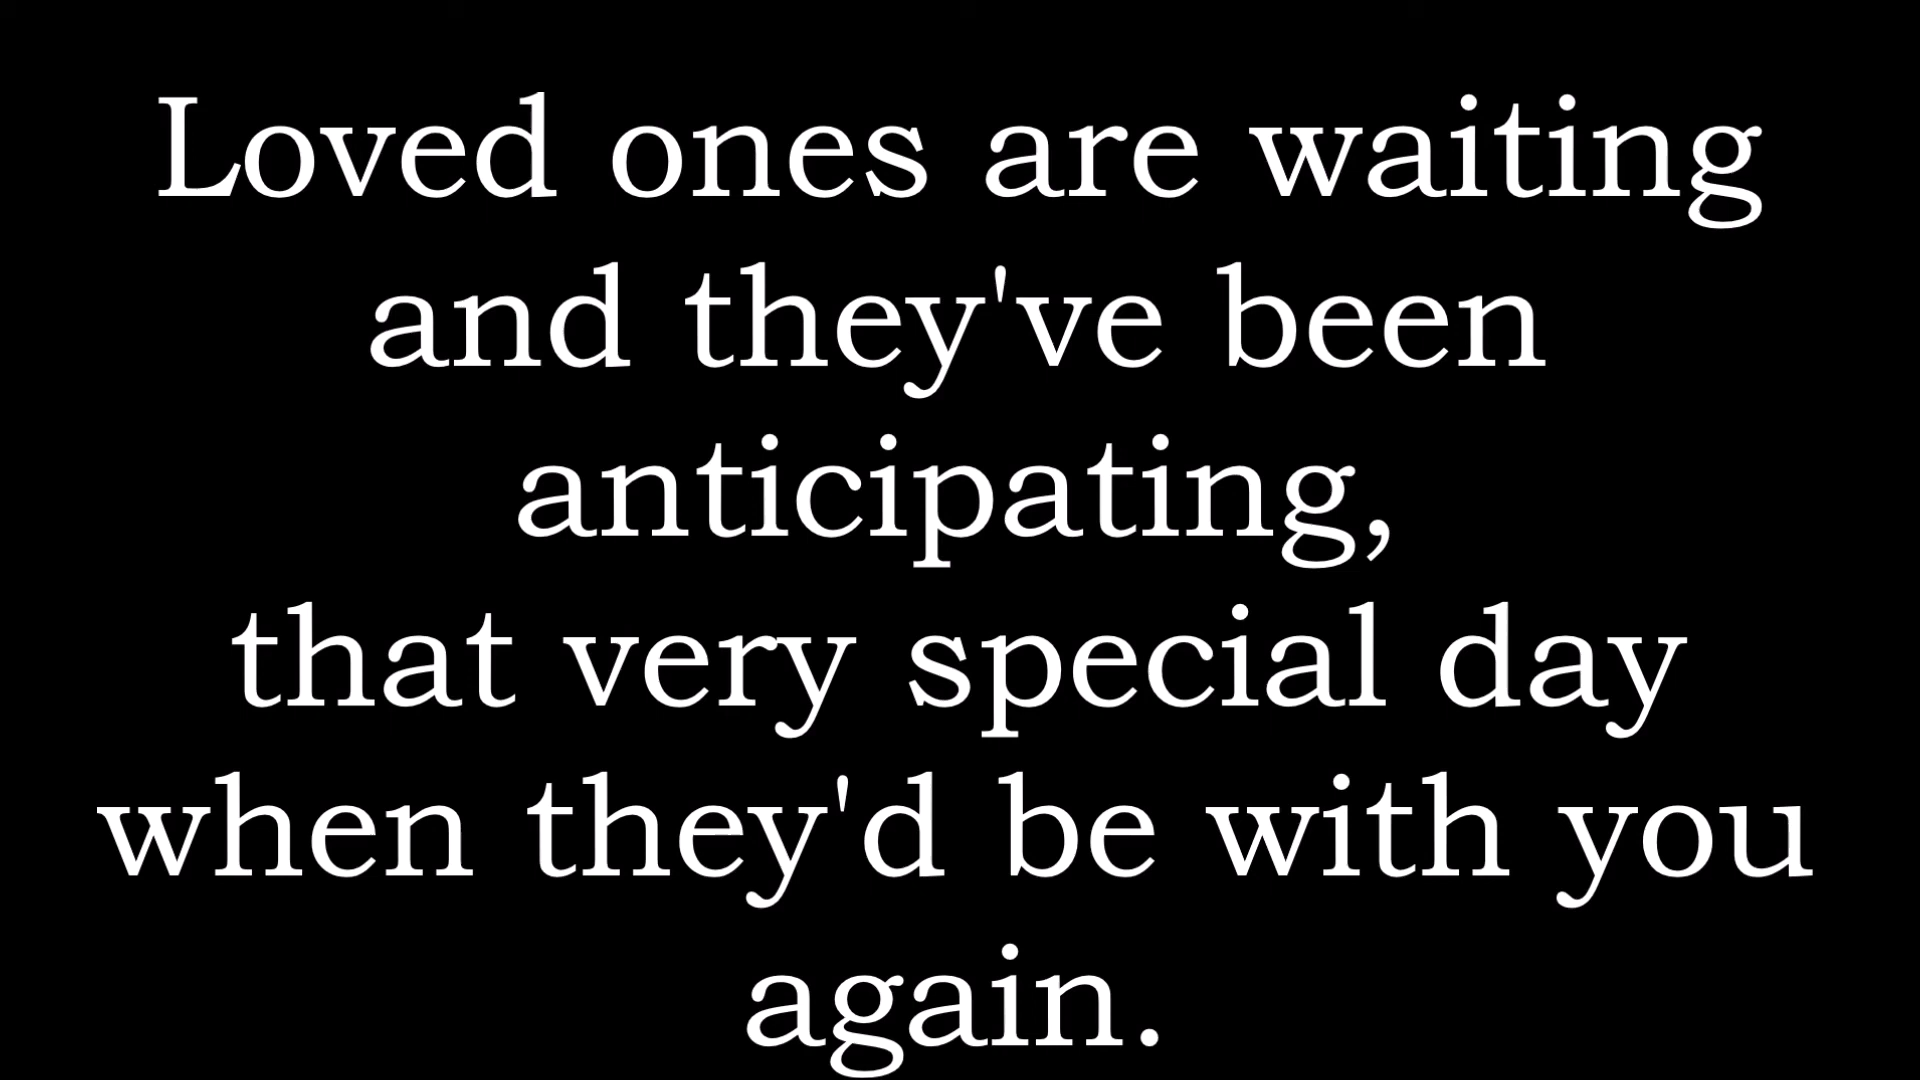 Loved ones are waiting
and they've been
anticipating,
that very special day
when they'd be with you
again.